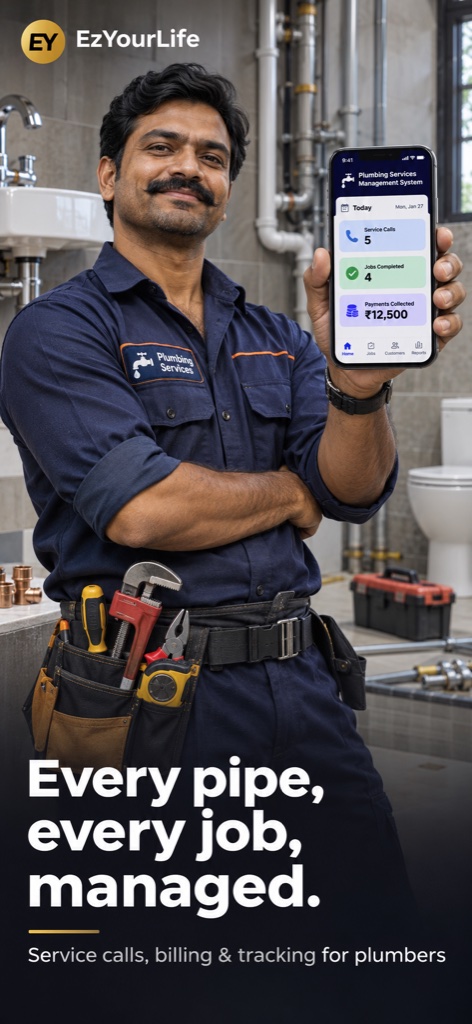 EY EzYourLife
9:41
Plumbing Services
Management System
Today Mon, Jan 27
Service Calls
5
Jobs Completed
4
Payments Collected
₹12,500
Home Jobs Customers Reports
Plumbing
Services
Every pipe,
every job,
managed.
Service calls, billing & tracking for plumbers